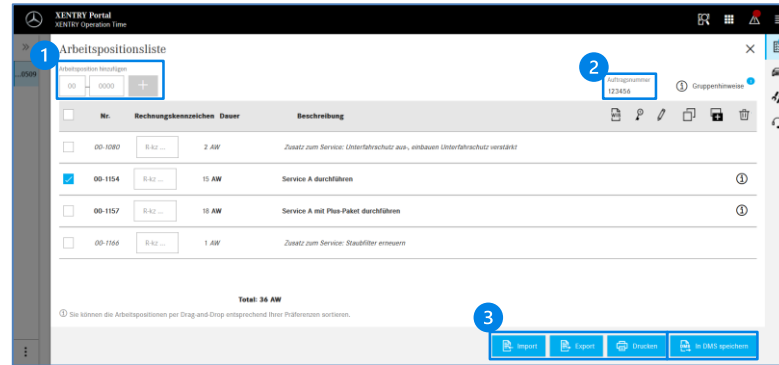 XENTRY Portal
XENTRY Operation Time
Arbeitspositionsliste
1
...0509
Arbeitsposition hinzufügen
00 - 0000
2
Auftragsnummer
123456
Gruppenhinweise
Nr. Rechnungskennzeichen Dauer Beschreibung
00-1080 R-kz ... 2 AW Zusatz zum Service: Unterfahrschutz aus-, einbauen Unterfahrschutz verstärkt
00-1154 R-kz ... 15 AW Service A durchführen
00-1157 R-kz ... 18 AW Service A mit Plus-Paket durchführen
00-1166 R-kz ... 1 AW Zusatz zum Service: Staubfilter erneuern
Total: 36 AW
Sie können die Arbeitspositionen per Drag-and-Drop entsprechend Ihrer Präferenzen sortieren.
3
Import Export Drucken In DMS speichern